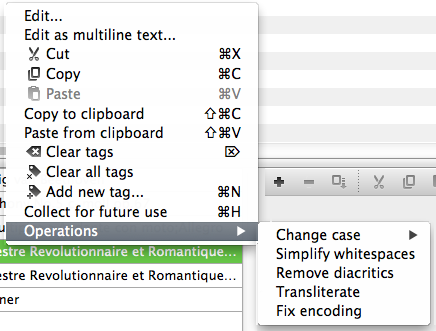 Edit...
Edit as multiline text...
Cut ⌘X
Copy ⌘C
Paste ⌘V
Copy to clipboard ⇧⌘C
Paste from clipboard ⇧⌘V
Clear tags ⌦
Clear all tags
Add new tag... ⌘N
Collect for future use ⌘H
Operations
Change case
Simplify whitespaces
Remove diacritics
Transliterate
Fix encoding
estre Revolutionnaire et Romantique...
estre Revolutionnaire et Romantique...
ner